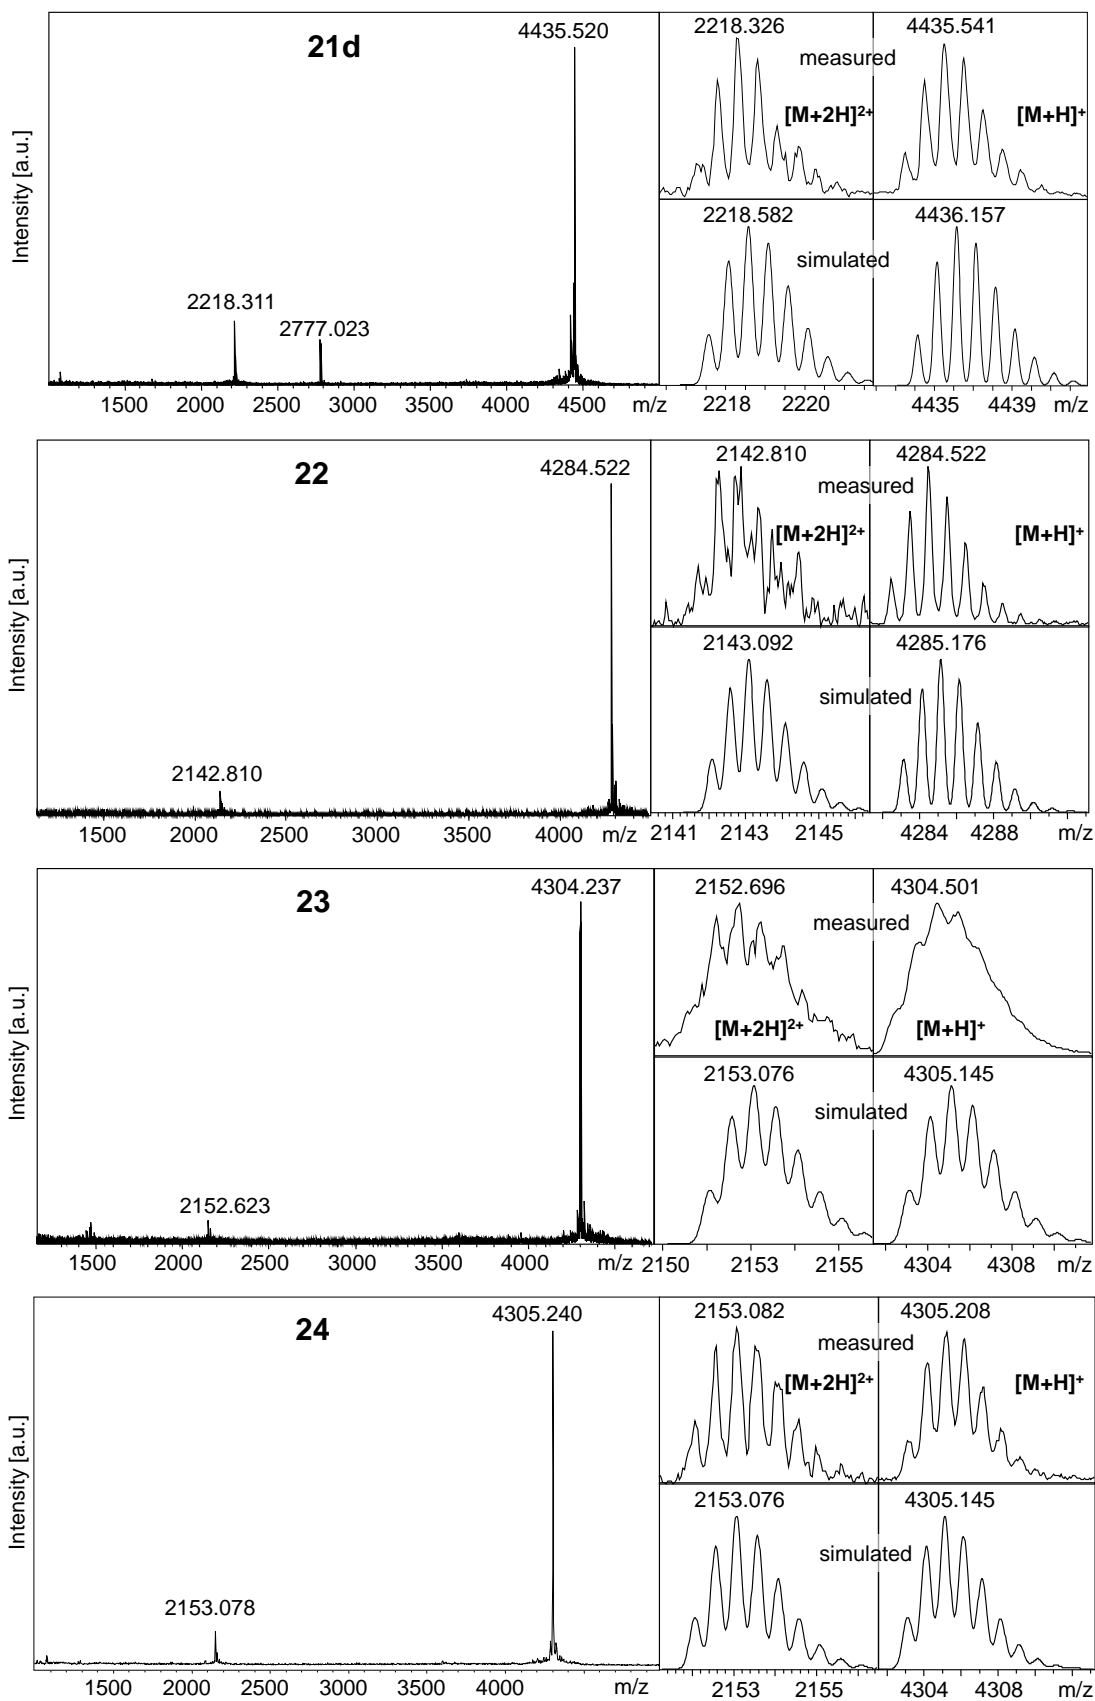 21d
4435.520
2218.326
4435.541
measured
[M+2H]2+
[M+H]+
2218.311
2777.023
2218.582
4436.157
simulated
Intensity [a.u.]
1500 2000 2500 3000 3500 4000 4500 m/z
2218 2220 4435 4439 m/z
22
4284.522
2142.810
4284.522
measured
[M+2H]2+
[M+H]+
2142.810
2143.092
4285.176
simulated
Intensity [a.u.]
1500 2000 2500 3000 3500 4000 m/z
2141 2143 2145 4284 4288 m/z
23
4304.237
2152.696
4304.501
measured
[M+2H]2+
[M+H]+
2152.623
2153.076
4305.145
simulated
Intensity [a.u.]
1500 2000 2500 3000 3500 4000 m/z
2150 2153 2155 4304 4308 m/z
24
4305.240
2153.082
4305.208
measured
[M+2H]2+
[M+H]+
2153.078
2153.076
4305.145
simulated
Intensity [a.u.]
1500 2000 2500 3000 3500 4000 m/z
2153 2155 4304 4308 m/z